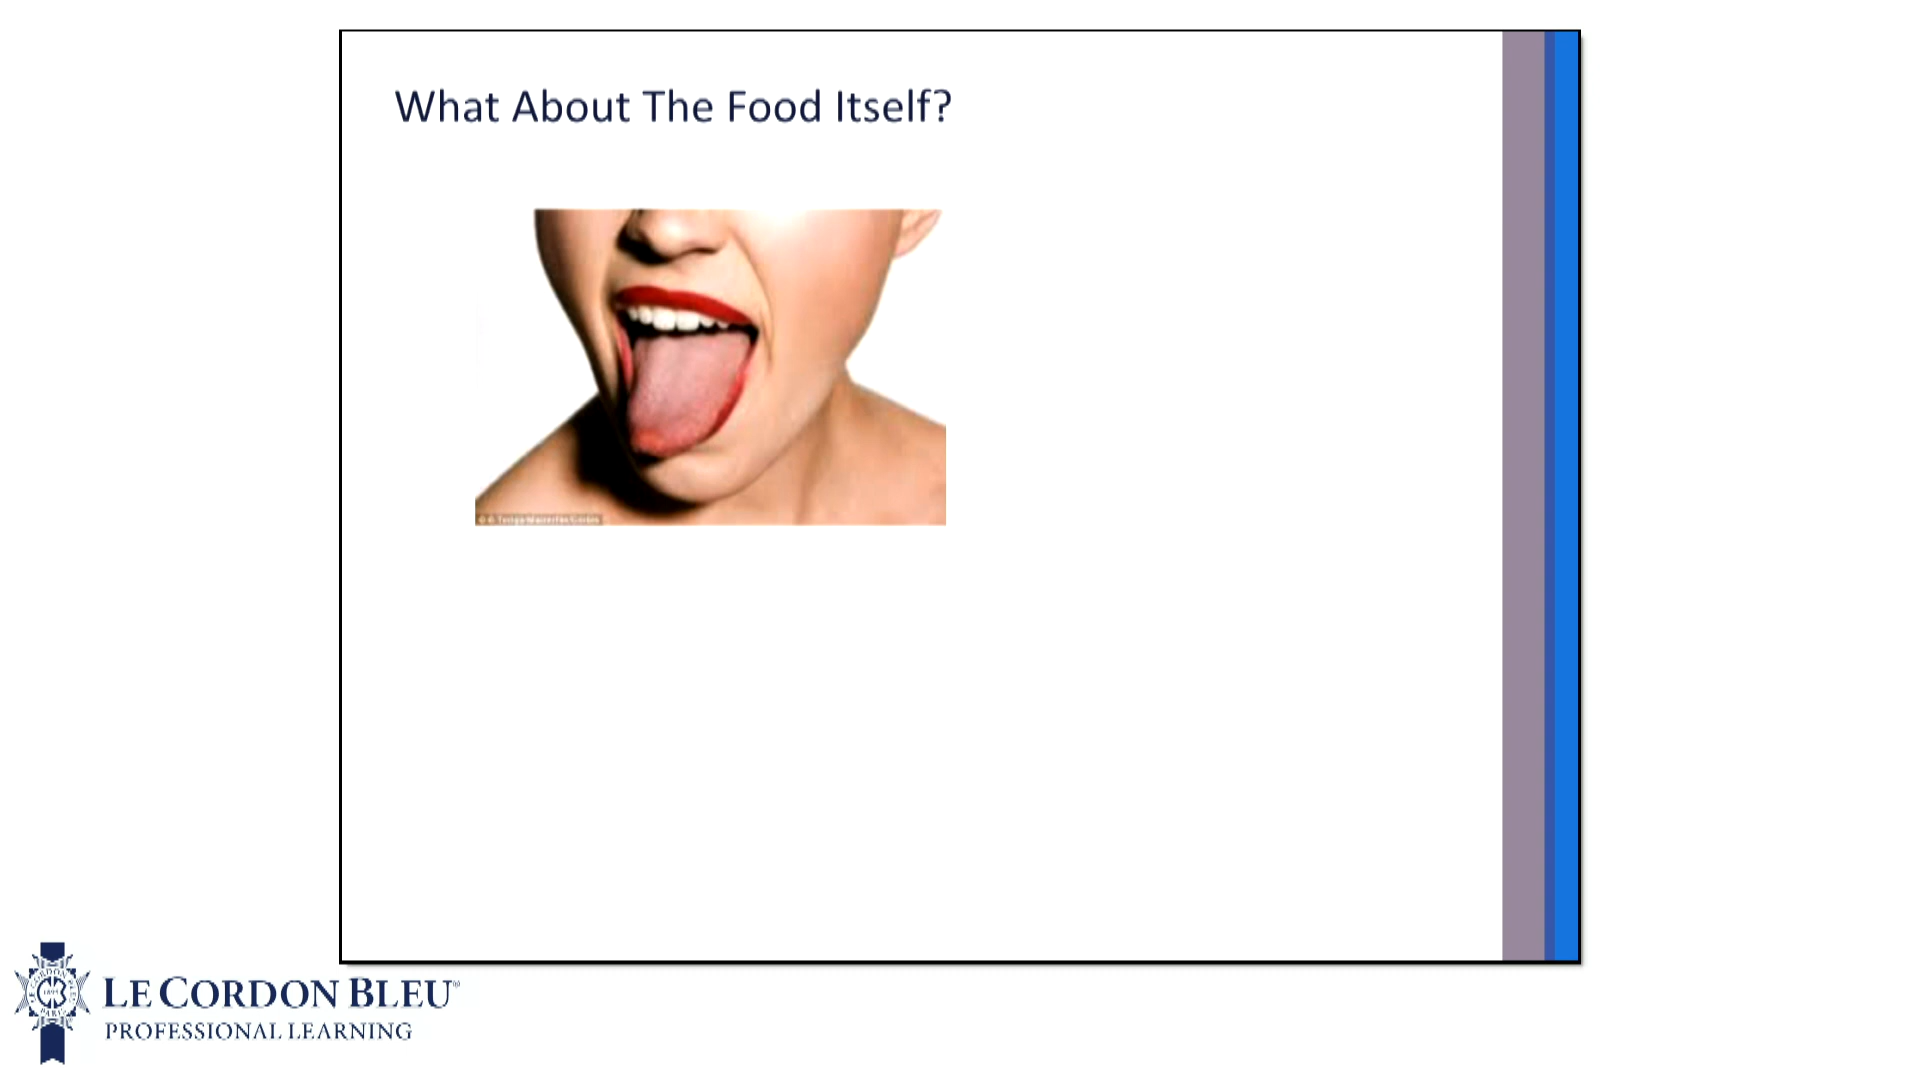 What About The Food Itself?
LE CORDON BLEU®
PROFESSIONAL LEARNING